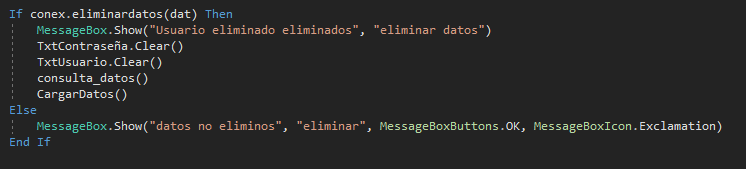 If conex.eliminardatos(dat) Then
MessageBox.Show("Usuario eliminado eliminados", "eliminar datos")
TxtContraseña.Clear()
TxtUsuario.Clear()
consulta_datos()
CargarDatos()
Else
MessageBox.Show("datos no eliminos", "eliminar", MessageBoxButtons.OK, MessageBoxIcon.Exclamation)
End If